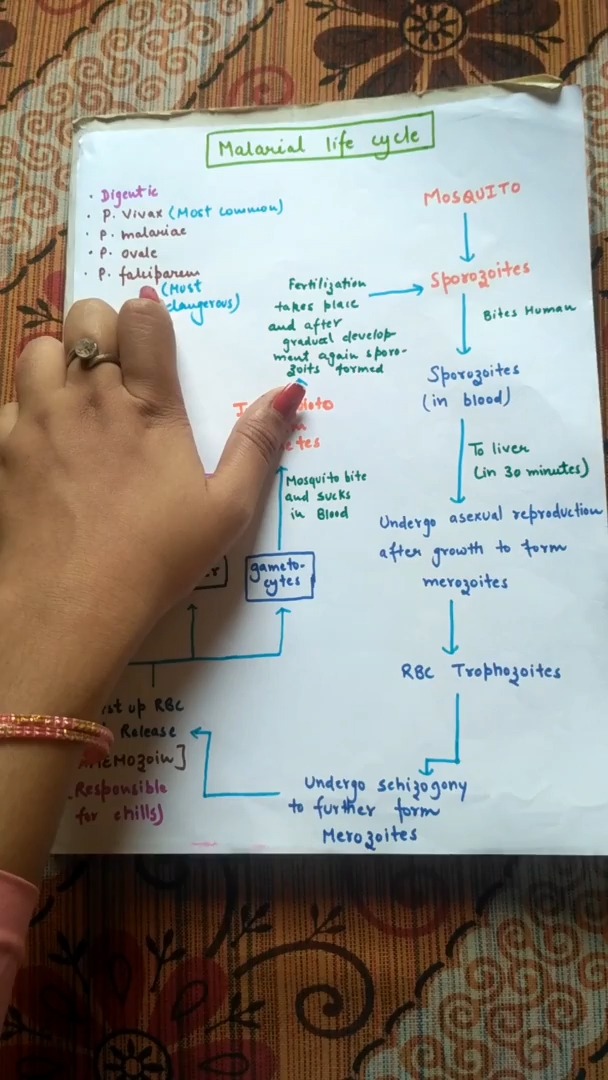 Malarial life cycle
• Digentic
• P. Vivax (Most common)
• P. malariae
• P. ovale
• P. falciparem
(Most
dangerous)
MOSQUITO
Sporozoites
Bites Human
Sporozoites
(in blood)
To liver
(in 30 minutes)
Undergo asexual reproduction
after growth to form
merozoites
RBC Trophozoites
Undergo schizogony
to further form
Merozoites
up RBC
Release
[Responsible
for chills)
gameto-
cytes
Mosquito bite
and sucks
in Blood
Fertilization
takes place
and after
gradual develop
ment again sporo-
zoits formed